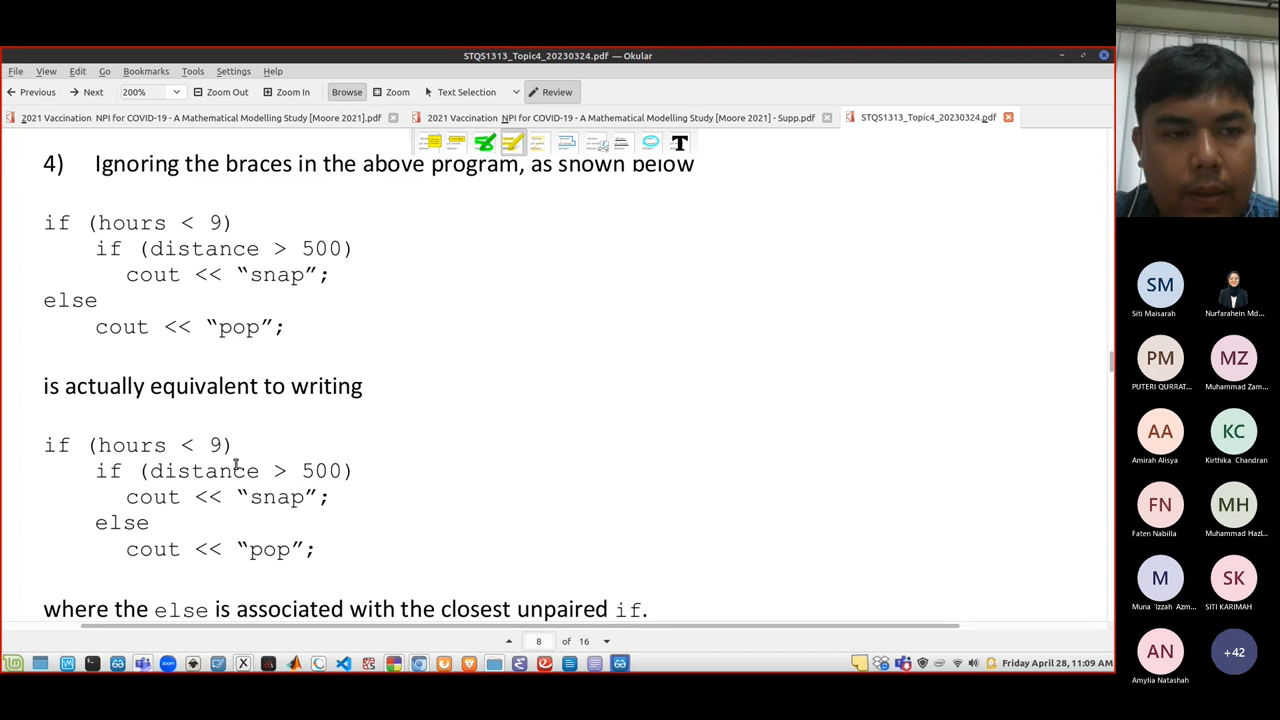 STQS1313_Topic4_20230324.pdf — Okular
File View Edit Go Bookmarks Tools Settings Help
Previous Next 200% Zoom Out Zoom In Browse Zoom Text Selection Review
2021 Vaccination NPI for COVID-19 - A Mathematical Modelling Study [Moore 2021].pdf
2021 Vaccination NPI for COVID-19 - A Mathematical Modelling Study [Moore 2021] - Supp.pdf
STQS1313_Topic4_20230324.pdf
4) Ignoring the braces in the above program, as shown below
if (hours < 9)
if (distance > 500)
cout << “snap”;
else
cout << “pop”;
is actually equivalent to writing
if (hours < 9)
if (distance > 500)
cout << “snap”;
else
cout << “pop”;
where the else is associated with the closest unpaired if.
8 of 16
Friday April 28, 11:09 AM
SM
Siti Maisarah
Nurfarahein Md...
PM
PUTERI QURRAT...
MZ
Muhammad Zam...
AA
Amirah Alisya
KC
Kirthika Chandran
FN
Faten Nabilla
MH
Muhammad Hazl...
M
Muna `Izzah Azm...
SK
SITI KARIMAH
AN
Amylia Natashah
+42